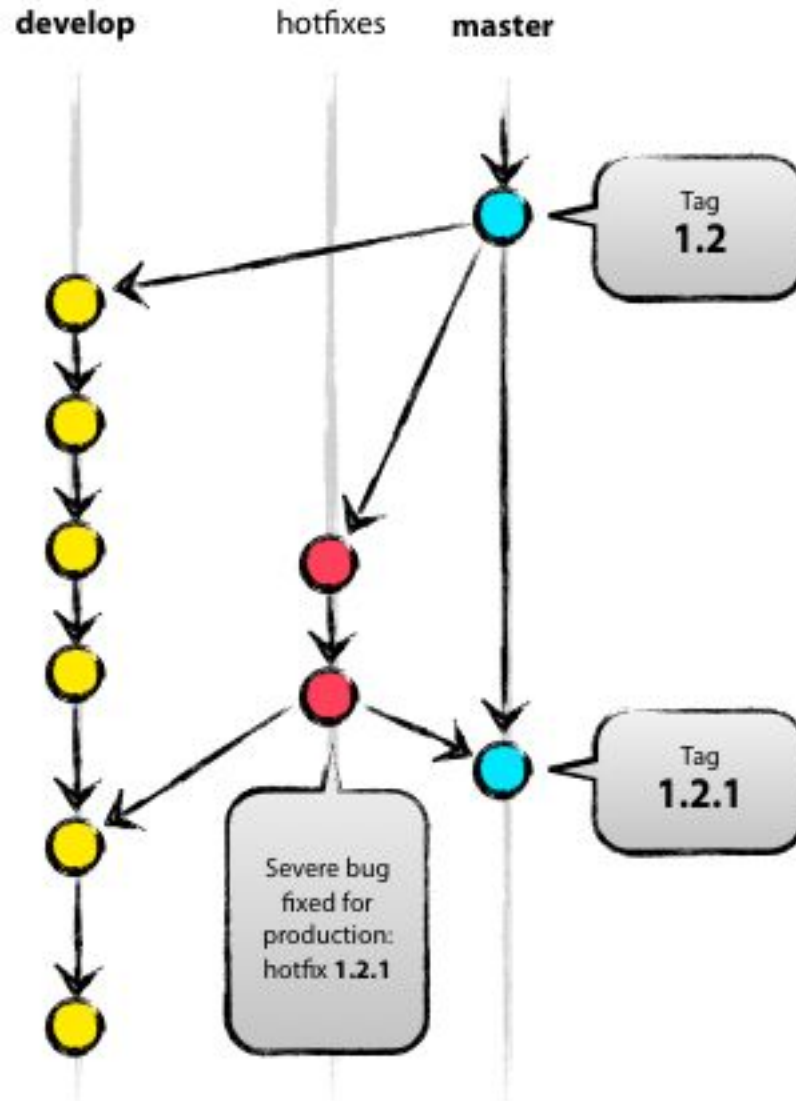 develop
hotfixes
master
Tag
1.2
Tag
1.2.1
Severe bug
fixed for
production:
hotfix 1.2.1